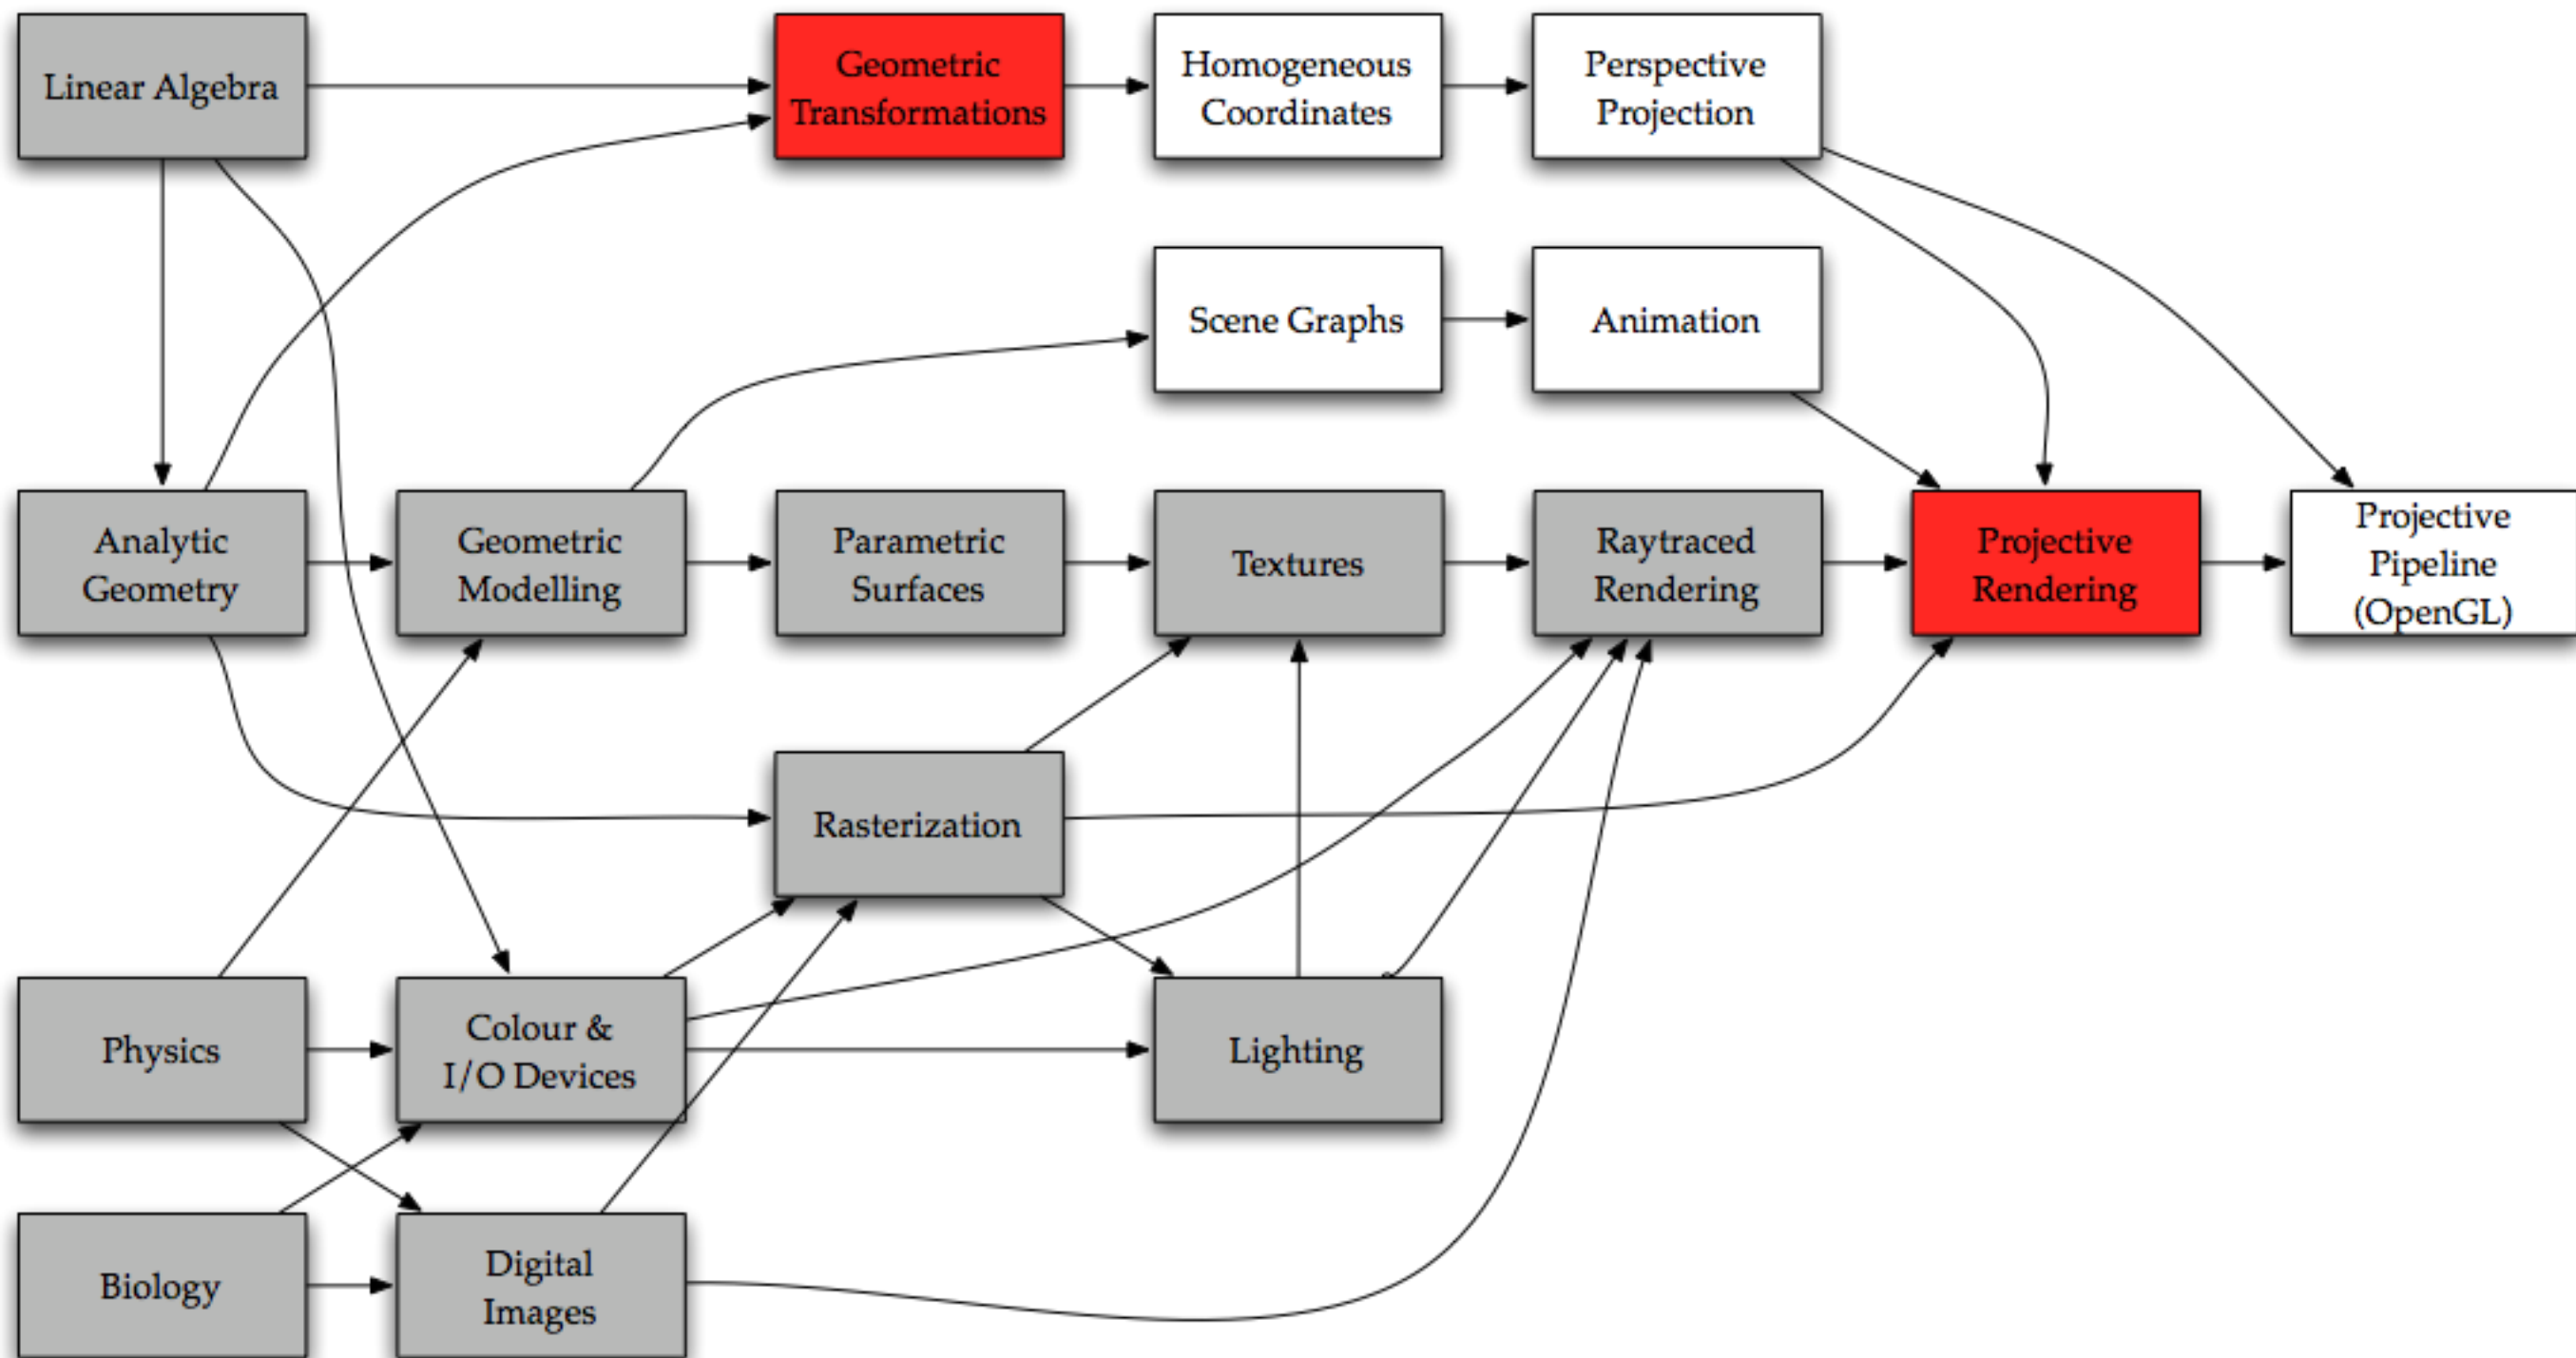 Linear Algebra
Geometric
Transformations
Homogeneous
Coordinates
Perspective
Projection
Scene Graphs
Animation
Analytic
Geometry
Geometric
Modelling
Parametric
Surfaces
Textures
Raytraced
Rendering
Projective
Rendering
Projective
Pipeline
(OpenGL)
Rasterization
Physics
Colour &
I/O Devices
Lighting
Biology
Digital
Images